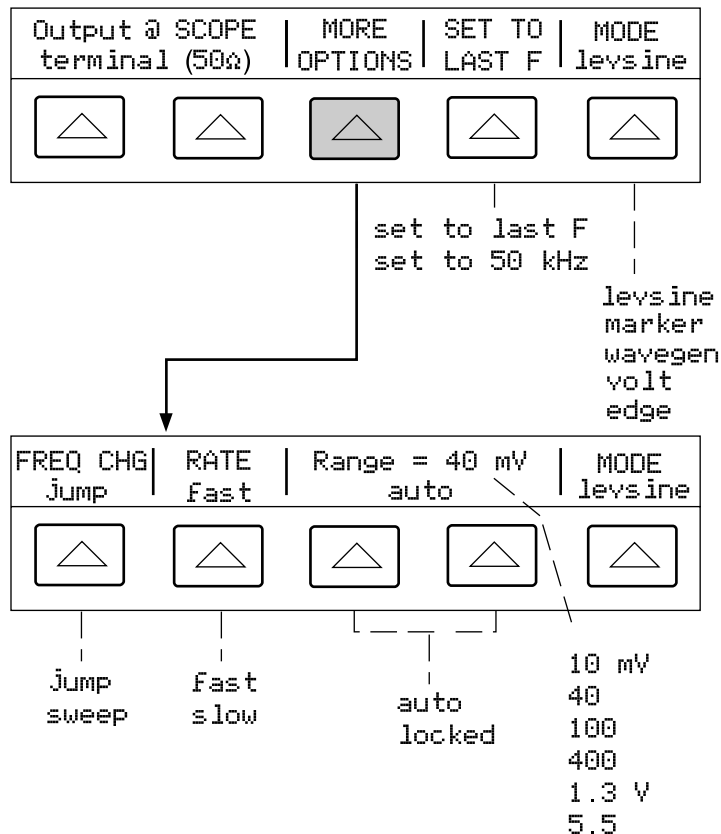 Output @ SCOPE
terminal (50Ω)
MORE
OPTIONS
SET TO
LAST F
MODE
levsine
set to last F
set to 50 kHz
levsine
marker
wavegen
volt
edge
FREQ CHG
jump
RATE
fast
Range = 40 mV
auto
MODE
levsine
jump
sweep
fast
slow
auto
locked
10 mV
40
100
400
1.3 V
5.5